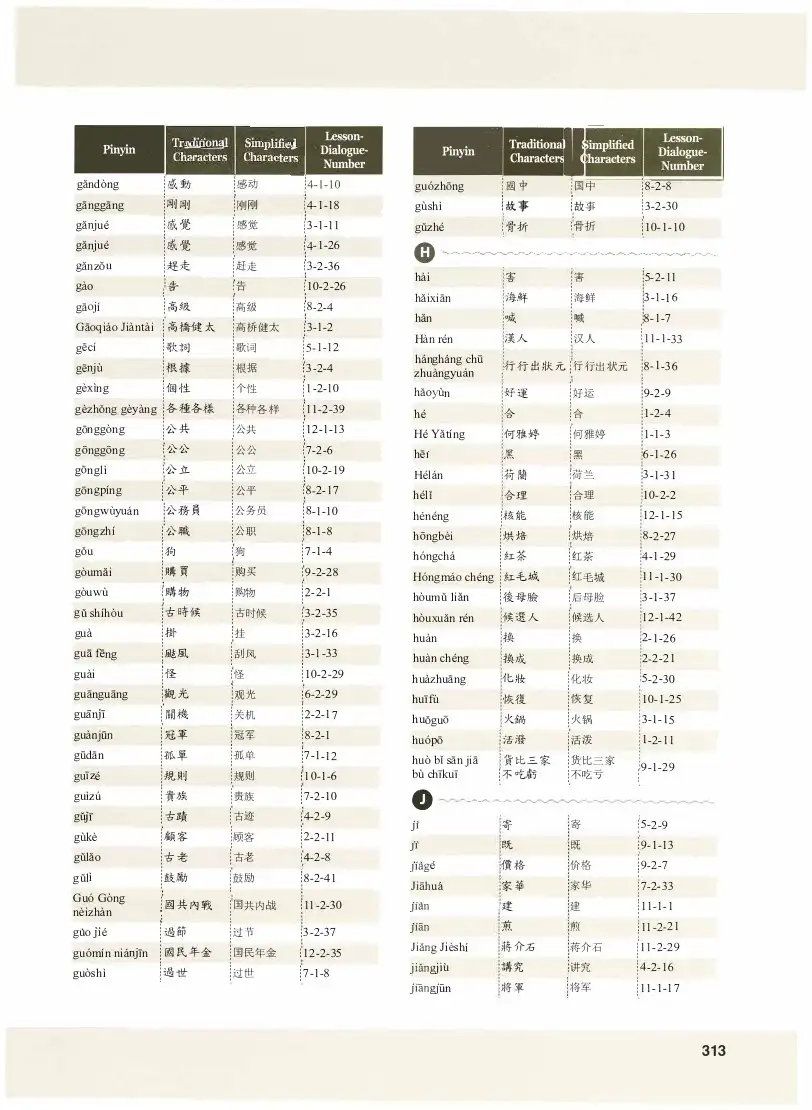 Pinyin Traditional Characters Simplified Characters Lesson-Dialogue-Number
gǎndòng 感動 感动 4-1-10
gānggāng 剛剛 刚刚 4-1-18
gǎnjué 感覺 感觉 3-1-11
gǎnjué 感覺 感觉 4-1-26
gǎnzǒu 趕走 赶走 3-2-36
gào 告 告 10-2-26
gāojí 高級 高级 8-2-4
Gāoqiáo Jiàntài 高橋健太 高桥健太 3-1-2
gēcí 歌詞 歌词 5-1-12
gēnjù 根據 根据 3-2-4
gèxìng 個性 个性 1-2-10
gèzhǒng gèyàng 各種各樣 各种各样 11-2-39
gōnggòng 公共 公共 12-1-13
gōnggōng 公公 公公 7-2-6
gōnglì 公立 公立 10-2-19
gōngpíng 公平 公平 8-2-17
gōngwùyuán 公務員 公务员 8-1-10
gōngzhí 公職 公职 8-1-8
gǒu 狗 狗 7-1-4
gòumǎi 購買 购买 9-2-28
gòuwù 購物 购物 2-2-1
gǔ shíhòu 古時候 古时候 3-2-35
guà 掛 挂 3-2-16
guā fēng 颳風 刮风 3-1-33
guài 怪 怪 10-2-29
guānguāng 觀光 观光 6-2-29
guānjī 關機 关机 2-2-17
guànjūn 冠軍 冠军 8-2-1
gūdān 孤單 孤单 7-1-12
guīzé 規則 规则 10-1-6
guìzú 貴族 贵族 7-2-10
gǔjī 古蹟 古迹 4-2-9
gùkè 顧客 顾客 2-2-11
gǔlǎo 古老 古老 4-2-8
gǔlì 鼓勵 鼓励 8-2-41
Guó Gòng
nèizhàn 國共內戰 国共内战 11-2-30
guò jié 過節 过节 3-2-37
guómín niánjīn 國民年金 国民年金 12-2-35
guòshì 過世 过世 7-1-8
Pinyin Traditional Characters Simplified Characters Lesson-Dialogue-Number
guózhōng 國中 国中 8-2-8
gùshì 故事 故事 3-2-30
gǔzhé 骨折 骨折 10-1-10
H
hài 害 害 5-2-11
hǎixiān 海鮮 海鲜 3-1-16
hǎn 喊 喊 8-1-7
Hàn rén 漢人 汉人 11-1-33
hángháng chū
zhuàngyuán 行行出狀元 行行出状元 8-1-36
hǎoyùn 好運 好运 9-2-9
hé 合 合 1-2-4
Hé Yǎtíng 何雅婷 何雅婷 1-1-3
hēi 黑 黑 6-1-26
Hélán 荷蘭 荷兰 3-1-31
hélǐ 合理 合理 10-2-2
hénéng 核能 核能 12-1-15
hōngbèi 烘焙 烘焙 8-2-27
hóngchá 紅茶 红茶 4-1-29
Hóngmáo chéng 紅毛城 红毛城 11-1-30
hòumǔ liǎn 後母臉 后母脸 3-1-37
hòuxuǎn rén 候選人 候选人 12-1-42
huàn 換 换 2-1-26
huàn chéng 換成 换成 2-2-21
huàzhuāng 化妝 化妆 5-2-30
huīfù 恢復 恢复 10-1-25
huǒguō 火鍋 火锅 3-1-15
huópō 活潑 活泼 1-2-11
huò bǐ sān jiā
bù chīkuī 貨比三家不吃虧 货比三家不吃亏 9-1-29
J
jì 寄 寄 5-2-9
jì 既 既 9-1-13
jiàgé 價格 价格 9-2-7
Jiāhuá 家華 家华 7-2-33
jiàn 建 建 11-1-1
jiān 煎 煎 11-2-21
Jiǎng Jièshí 蔣介石 蒋介石 11-2-29
jiǎngjiù 講究 讲究 4-2-16
jiāngjūn 將軍 将军 11-1-17
313